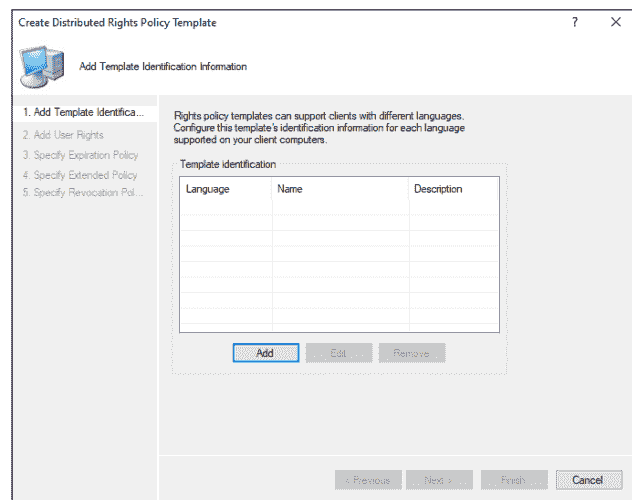 Create Distributed Rights Policy Template
?
Add Template Identification Information
1. Add Template Identifica...
2. Add User Rights
3. Specify Expiration Policy
4. Specify Extended Policy
5. Specify Revocation Pol...
Rights policy templates can support clients with different languages.
Configure this template's identification information for each language
supported on your client computers.
Template identification
Language Name Description
Add Edit... Remove...
< Previous Next > Finish Cancel